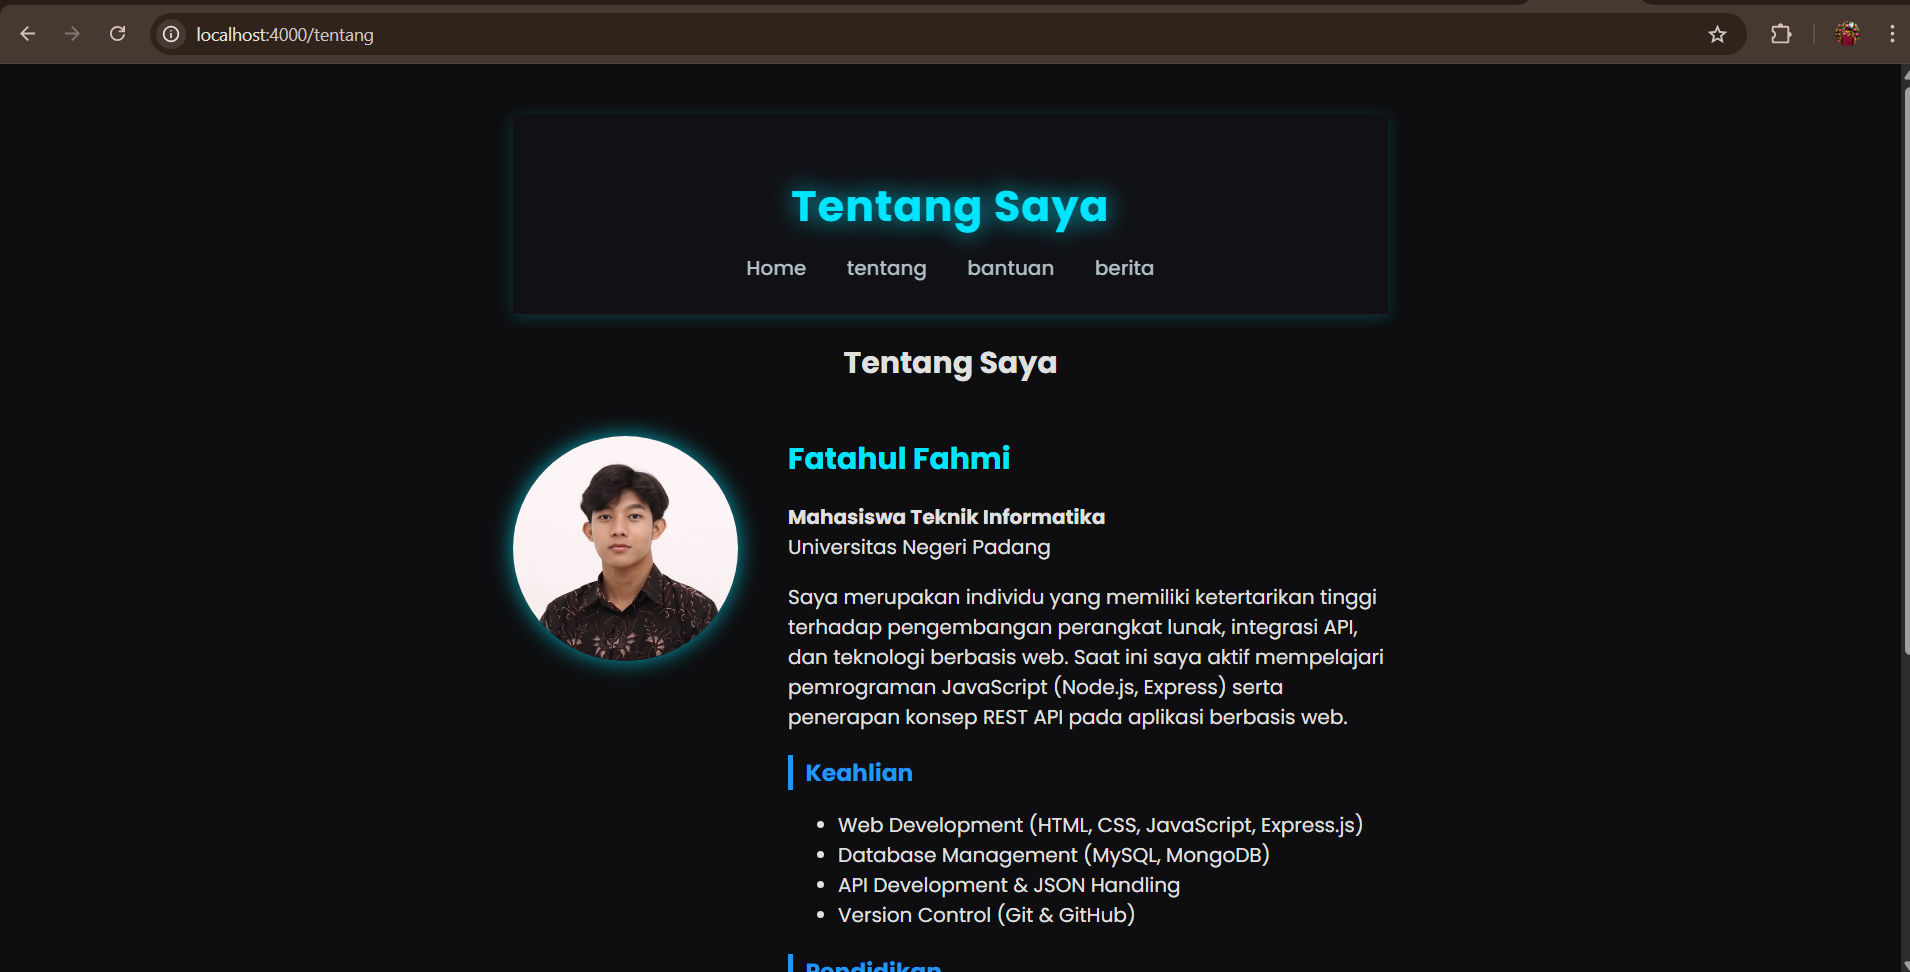 localhost:4000/tentang
Tentang Saya
Home tentang bantuan berita
Tentang Saya
Fatahul Fahmi
Mahasiswa Teknik Informatika
Universitas Negeri Padang
Saya merupakan individu yang memiliki ketertarikan tinggi
terhadap pengembangan perangkat lunak, integrasi API,
dan teknologi berbasis web. Saat ini saya aktif mempelajari
pemrograman JavaScript (Node.js, Express) serta
penerapan konsep REST API pada aplikasi berbasis web.
Keahlian
Web Development (HTML, CSS, JavaScript, Express.js)
Database Management (MySQL, MongoDB)
API Development & JSON Handling
Version Control (Git & GitHub)
Pendidikan